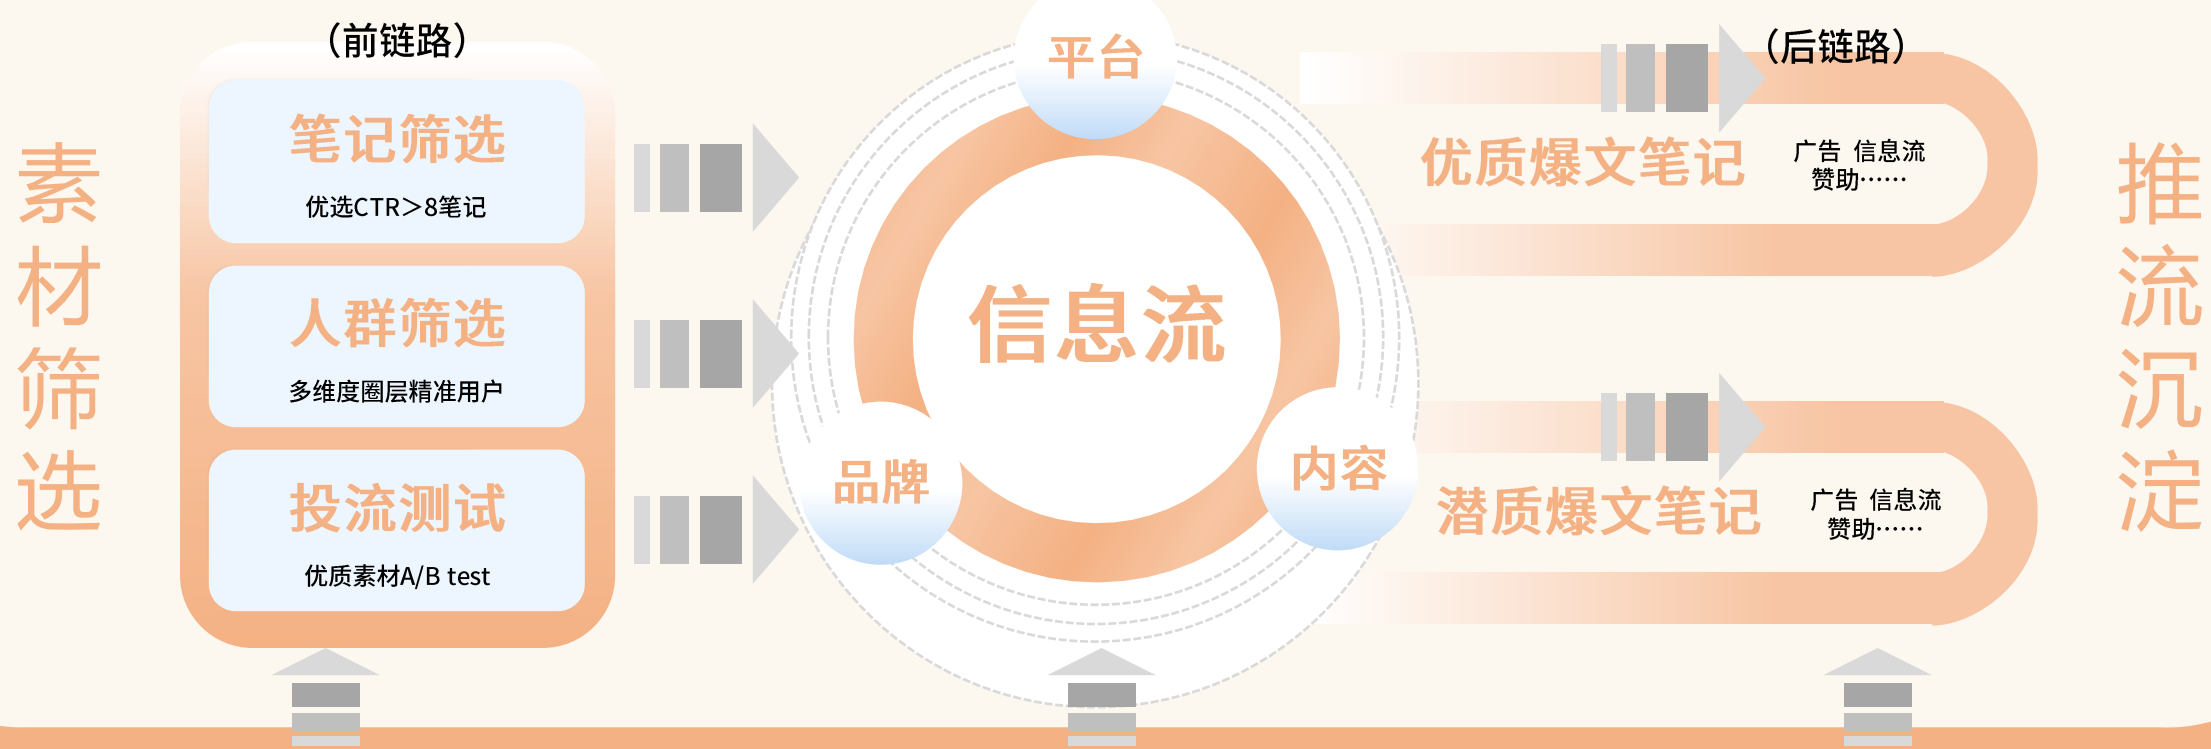 素材筛选
（前链路）
笔记筛选
优选CTR＞8笔记
人群筛选
多维度圈层精准用户
投流测试
优质素材A/B test
平台
信息流
品牌
内容
（后链路）
优质爆文笔记
广告 信息流
赞助……
潜质爆文笔记
广告 信息流
赞助……
推流沉淀